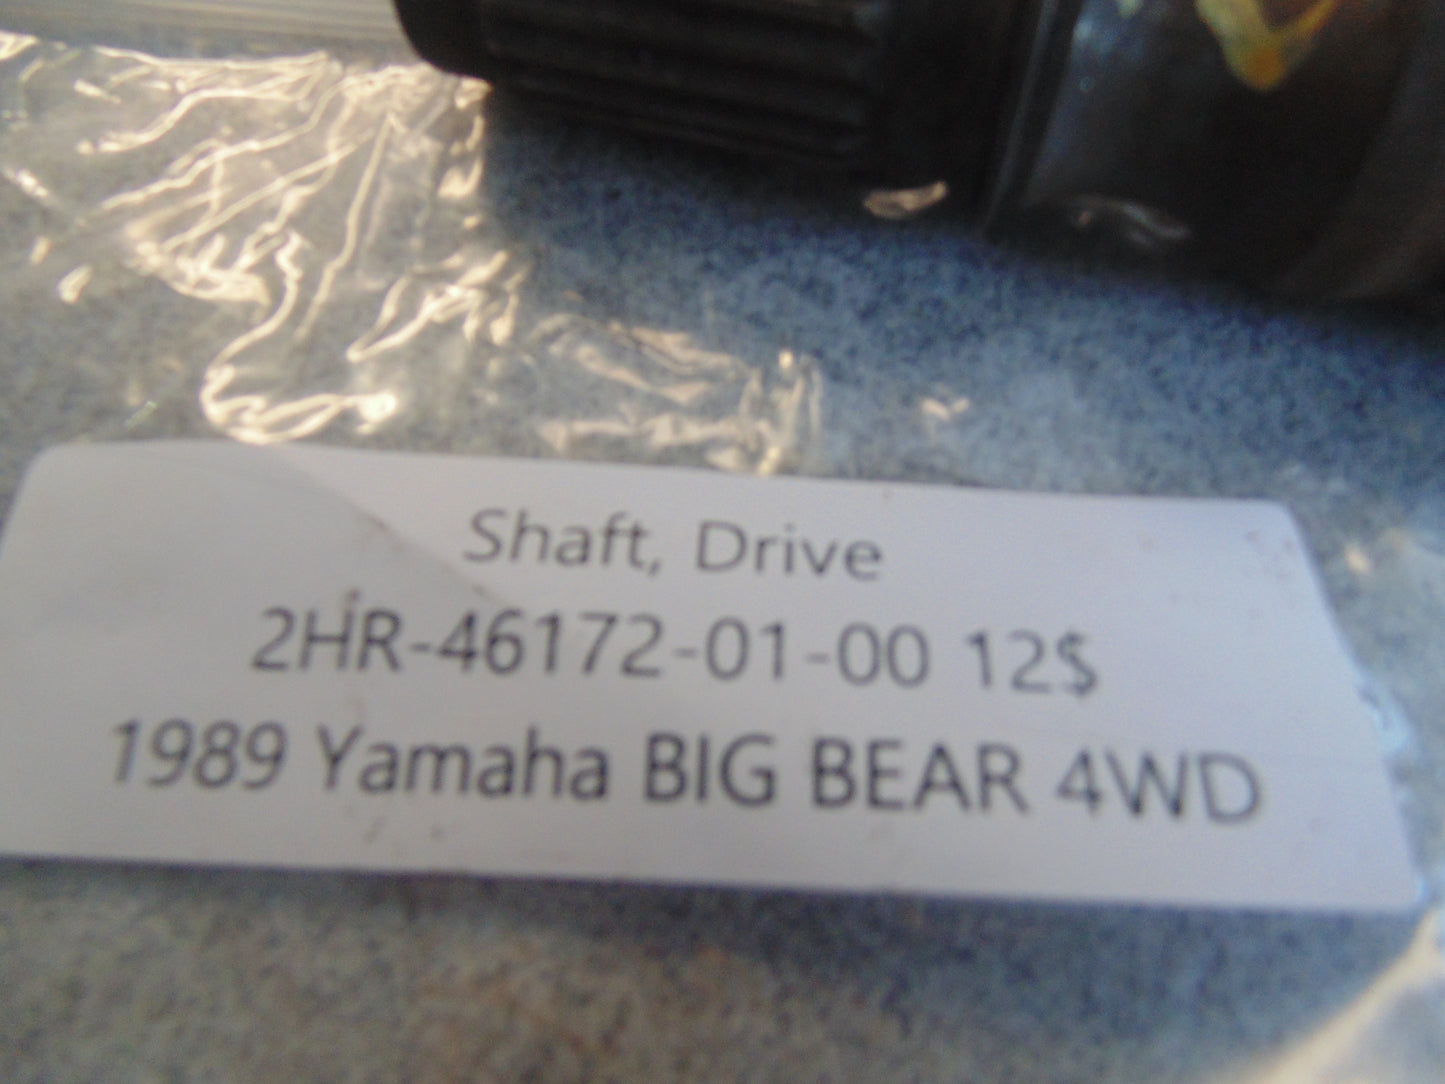 Shaft, Drive
2HR-46172-01-00 12$
1989 Yamaha BIG BEAR 4WD